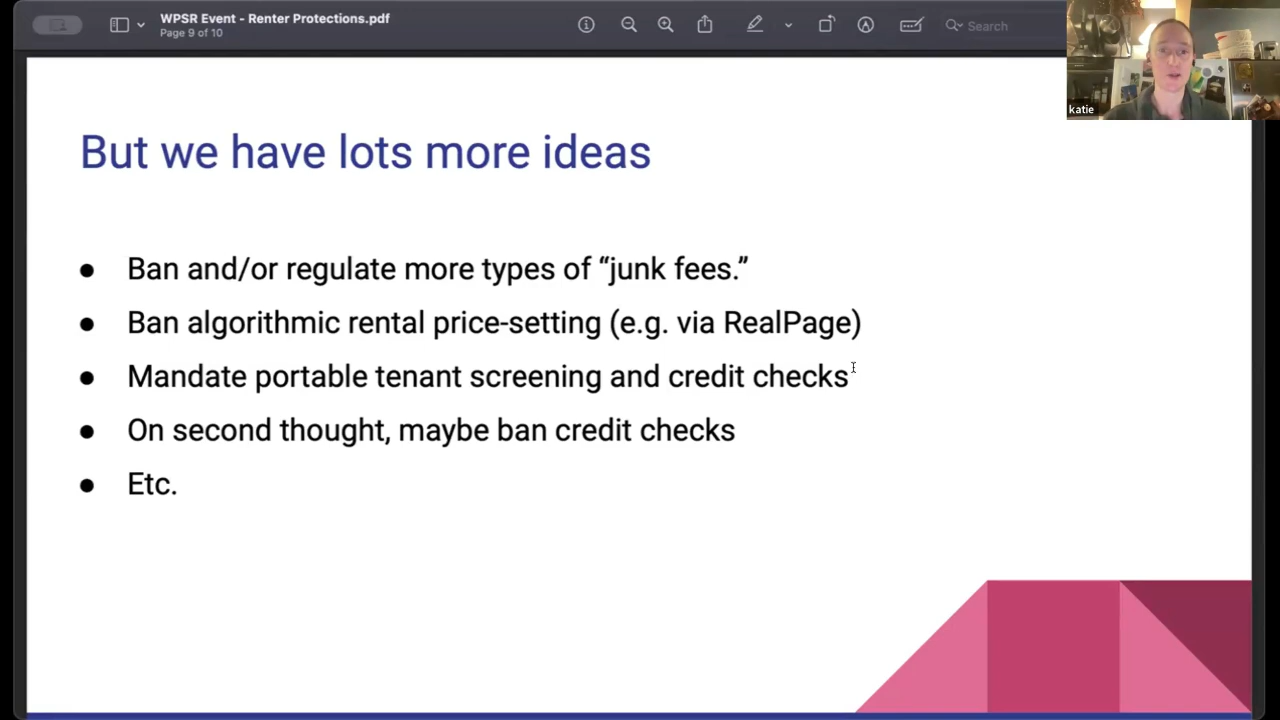 WPSR Event - Renter Protections.pdf
Page 9 of 10
Search
katie
But we have lots more ideas
● Ban and/or regulate more types of “junk fees.”
● Ban algorithmic rental price-setting (e.g. via RealPage)
● Mandate portable tenant screening and credit checks
● On second thought, maybe ban credit checks
● Etc.